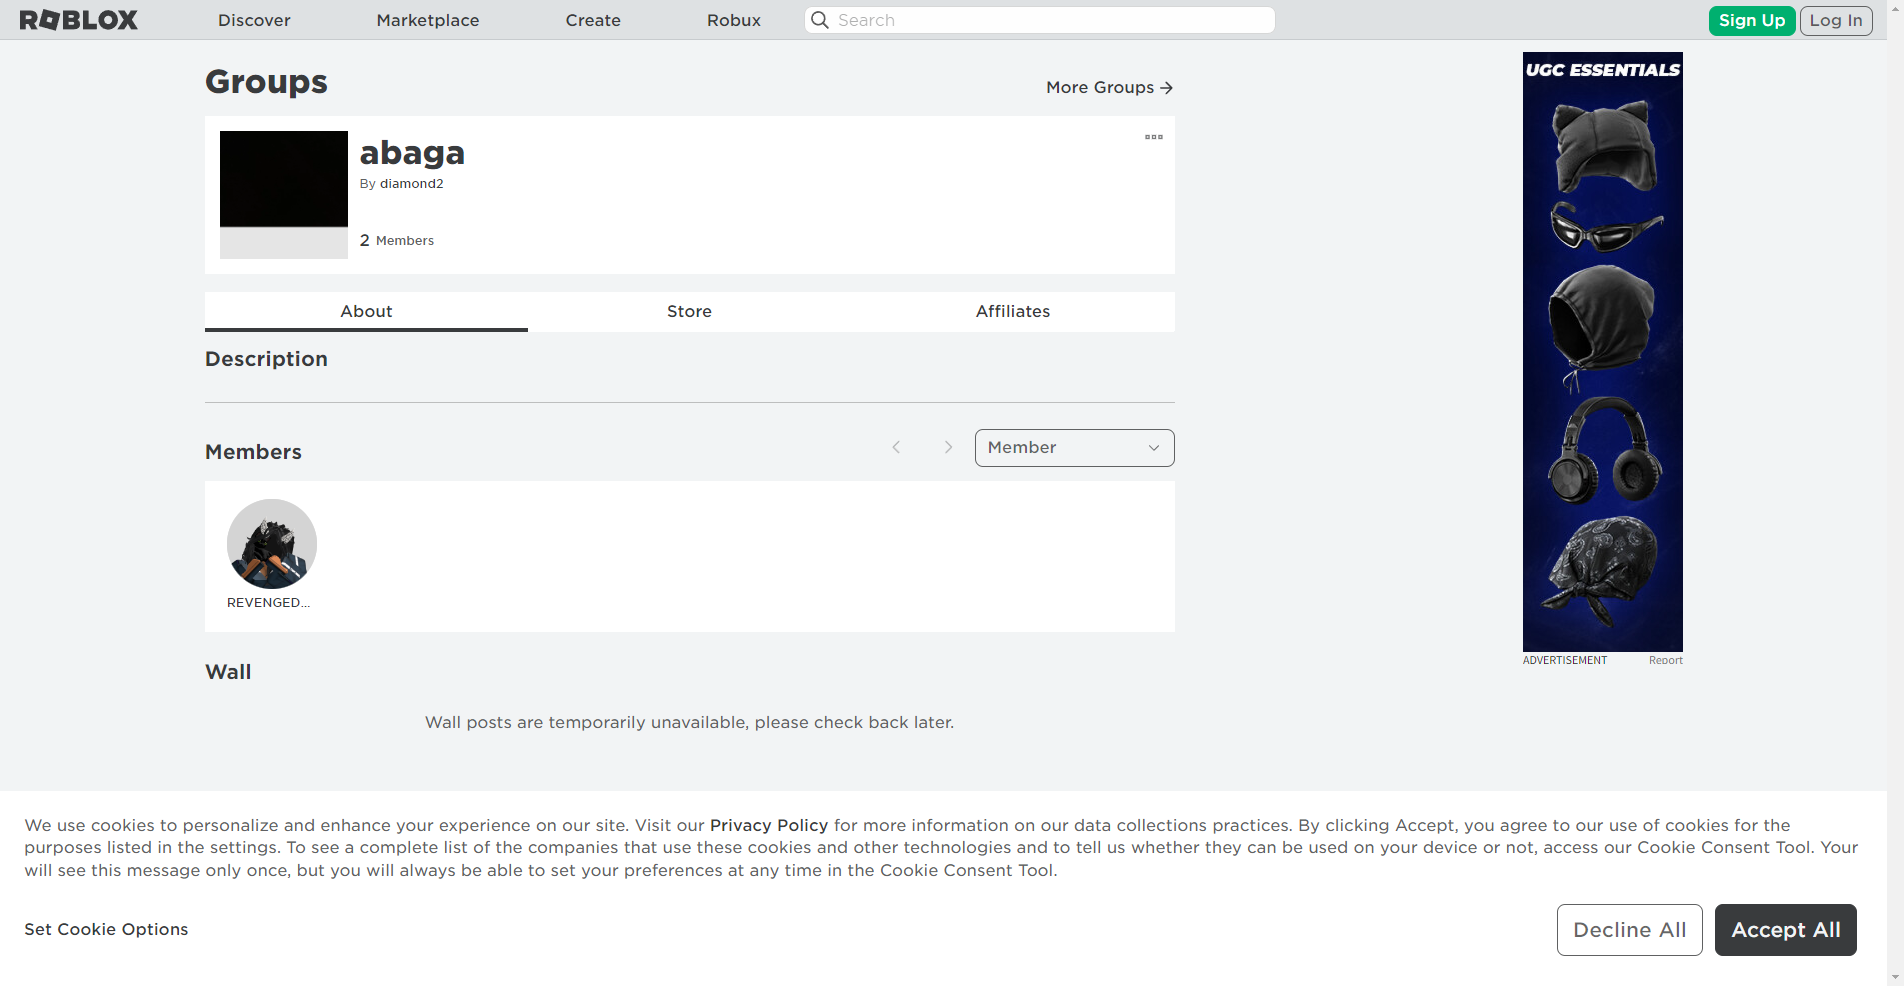 ROBLOX
Discover
Marketplace
Create
Robux
Search
Sign Up
Log In
Groups
More Groups
abaga
By diamond2
2 Members
About
Store
Affiliates
Description
Members
Member
REVENGED...
Wall
Wall posts are temporarily unavailable, please check back later.
UGC ESSENTIALS
ADVERTISEMENT
Report
We use cookies to personalize and enhance your experience on our site. Visit our Privacy Policy for more information on our data collections practices. By clicking Accept, you agree to our use of cookies for the
purposes listed in the settings. To see a complete list of the companies that use these cookies and other technologies and to tell us whether they can be used on your device or not, access our Cookie Consent Tool. Your
will see this message only once, but you will always be able to set your preferences at any time in the Cookie Consent Tool.
Set Cookie Options
Decline All
Accept All